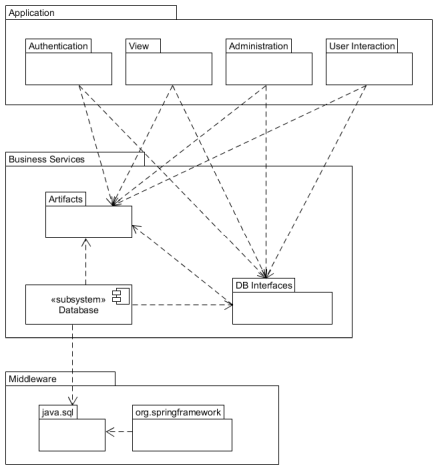 Application
Authentication
View
Administration
User Interaction
Business Services
Artifacts
DB Interfaces
«subsystem»
Database
Middleware
java.sql
org.springframework